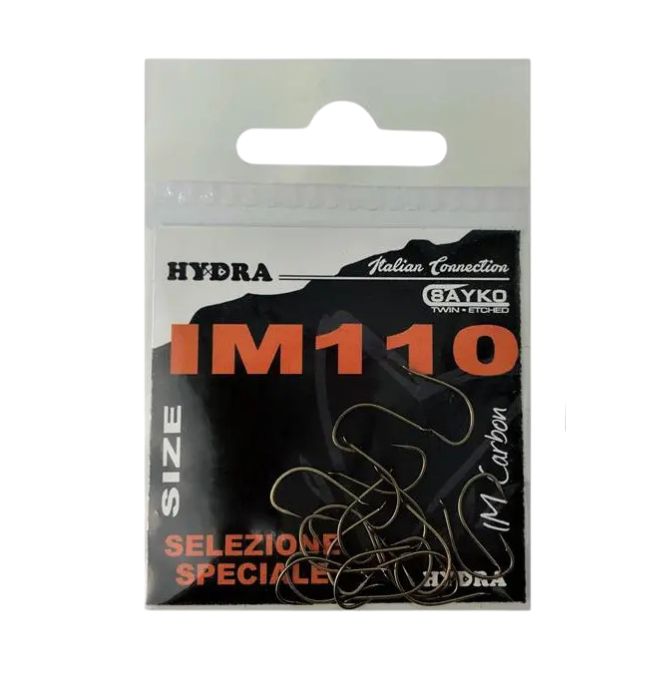 HYDRA
Italian Connection
SAYKO
TWIN • ETCHED
IM110
SIZE
IM Carbon
SELEZIONE
SPECIALE
HYDRA